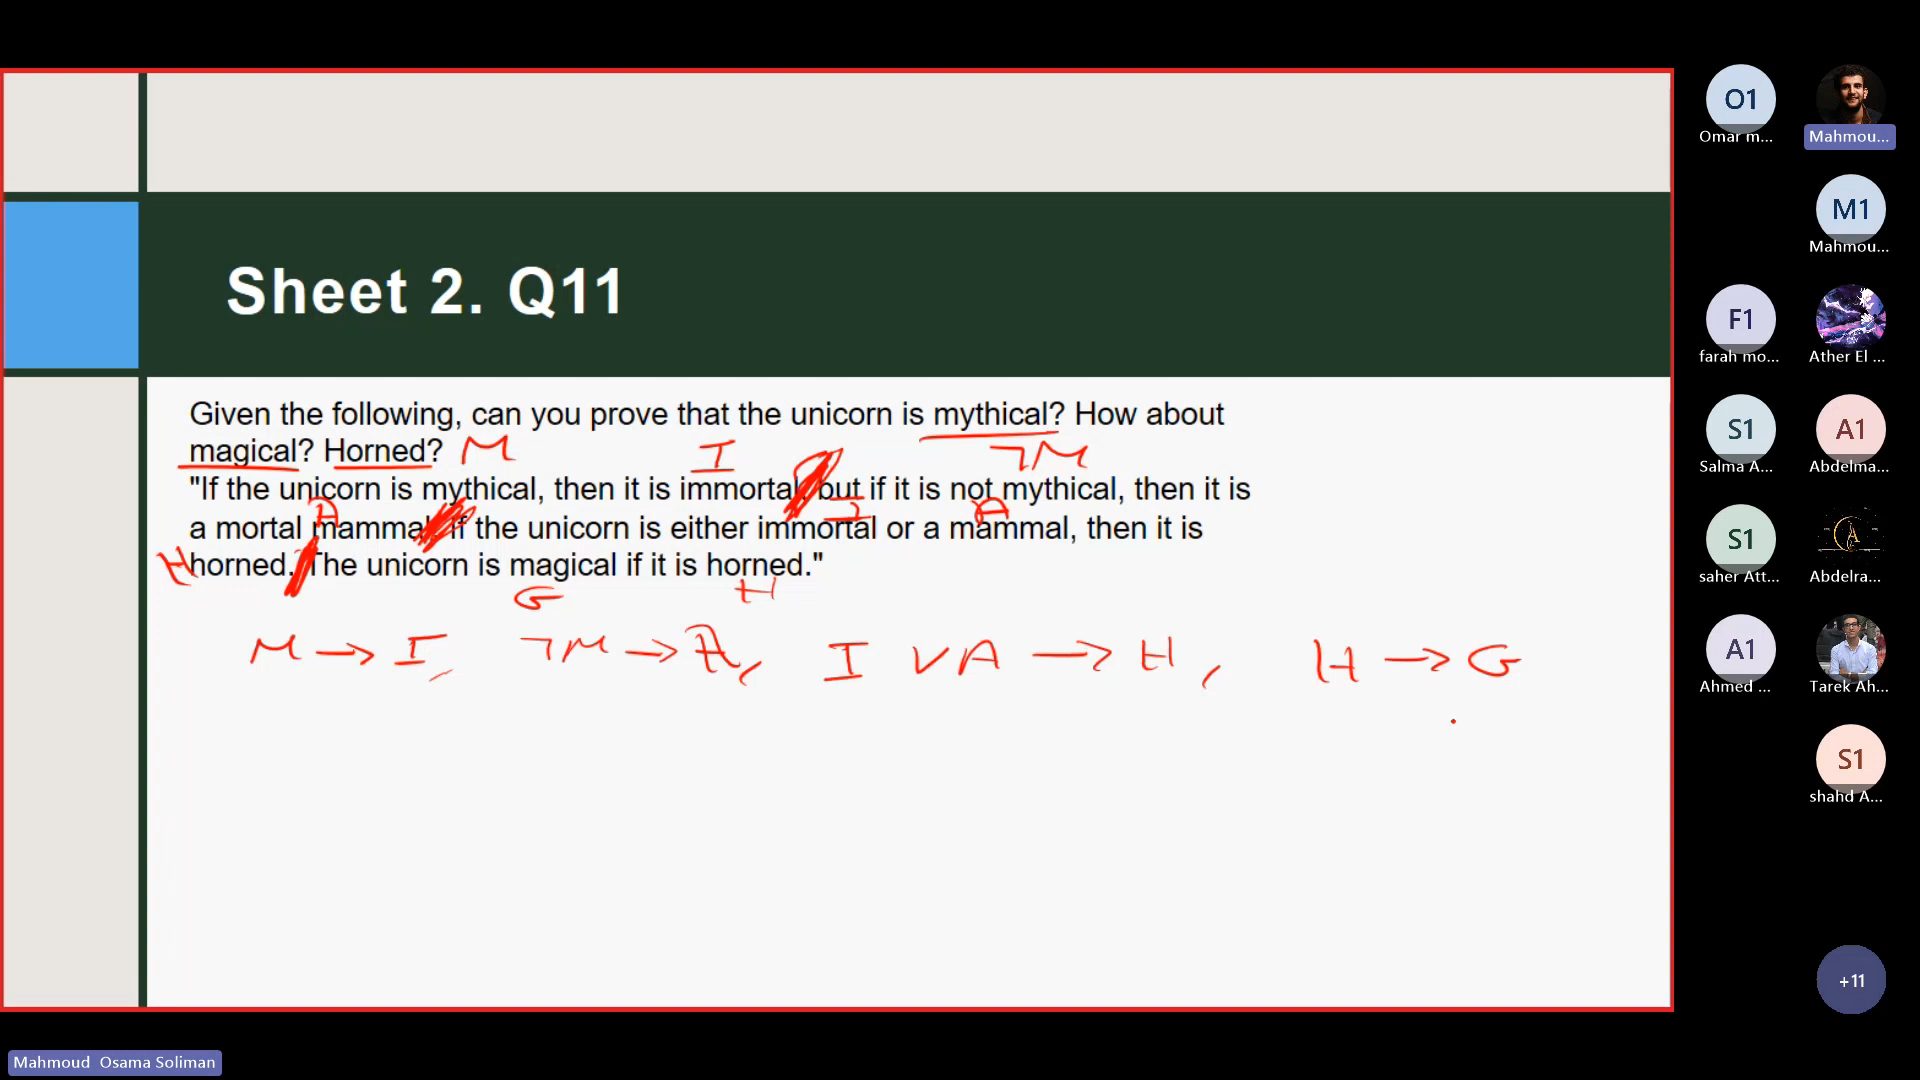 Sheet 2. Q11
Given the following, can you prove that the unicorn is mythical? How about
magical? Horned? M I ¬M
"If the unicorn is mythical, then it is immortal, but if it is not mythical, then it is
A I A
a mortal mammal. If the unicorn is either immortal or a mammal, then it is
H horned. The unicorn is magical if it is horned."
G H
M → I, ¬M → A, I ∨ A → H, H → G
O1
Omar m...
Mahmou...
M1
Mahmou...
F1
farah mo...
Ather El ...
S1
Salma A...
A1
Abdelma...
S1
saher Att...
Abdelra...
A1
Ahmed ...
Tarek Ah...
S1
shahd A...
+11
Mahmoud Osama Soliman